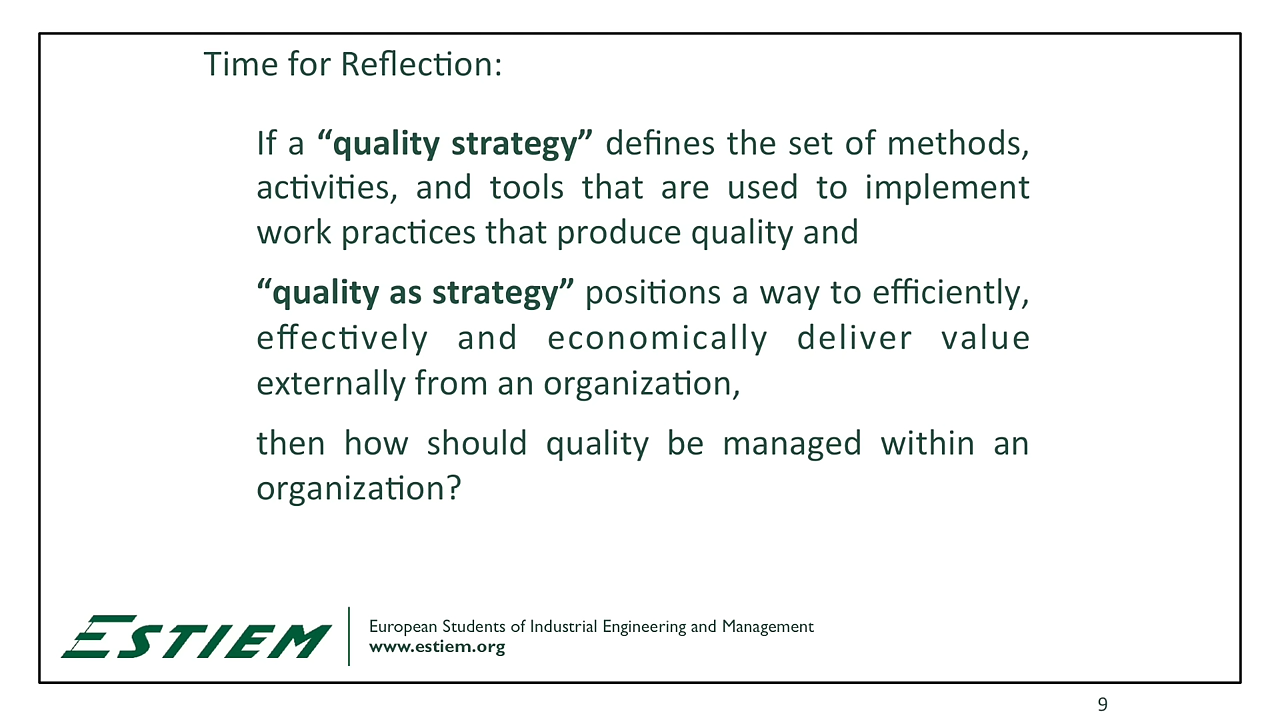 Time for Reflection:
If a “quality strategy” defines the set of methods,
activities, and tools that are used to implement
work practices that produce quality and
“quality as strategy” positions a way to efficiently,
effectively and economically deliver value
externally from an organization,
then how should quality be managed within an
organization?
ESTIEM
European Students of Industrial Engineering and Management
www.estiem.org
9